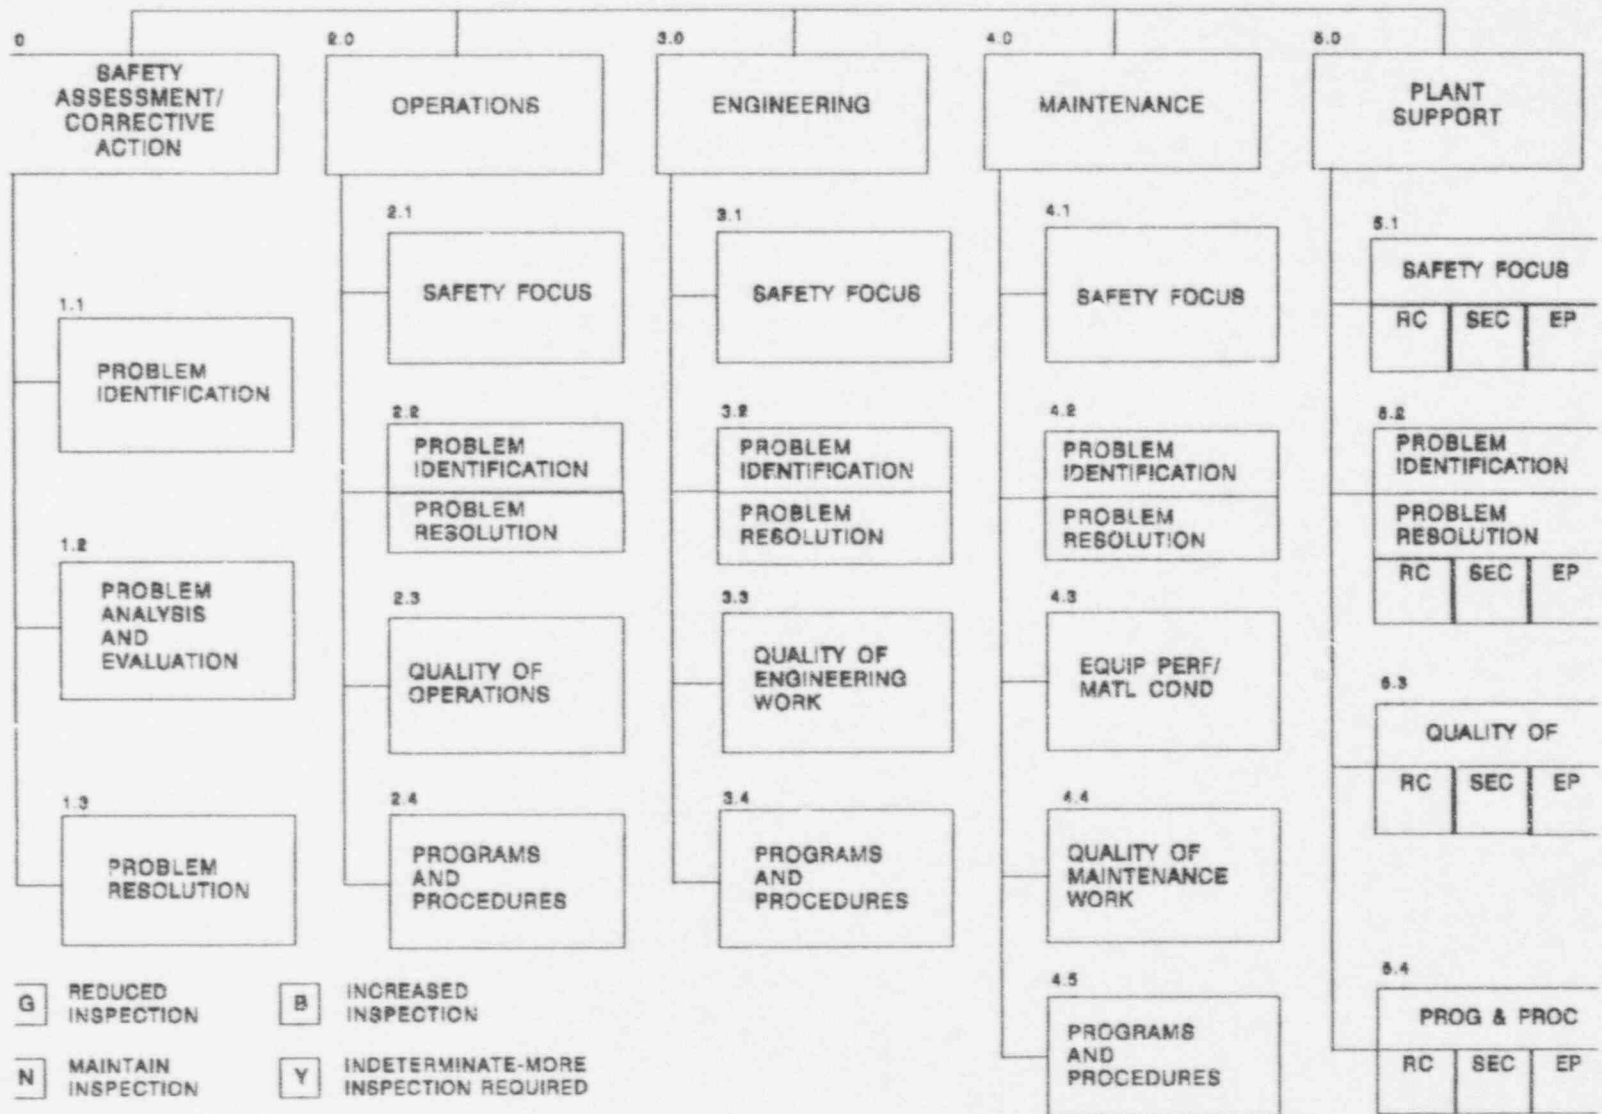 0
SAFETY
ASSESSMENT/
CORRECTIVE
ACTION
1.1
PROBLEM
IDENTIFICATION
1.2
PROBLEM
ANALYSIS
AND
EVALUATION
1.3
PROBLEM
RESOLUTION
2.0
OPERATIONS
2.1
SAFETY FOCUS
2.2
PROBLEM
IDENTIFICATION
PROBLEM
RESOLUTION
2.3
QUALITY OF
OPERATIONS
2.4
PROGRAMS
AND
PROCEDURES
3.0
ENGINEERING
3.1
SAFETY FOCUS
3.2
PROBLEM
IDENTIFICATION
PROBLEM
RESOLUTION
3.3
QUALITY OF
ENGINEERING
WORK
3.4
PROGRAMS
AND
PROCEDURES
4.0
MAINTENANCE
4.1
SAFETY FOCUS
4.2
PROBLEM
IDENTIFICATION
PROBLEM
RESOLUTION
4.3
EQUIP PERF/
MATL COND
4.4
QUALITY OF
MAINTENANCE
WORK
4.5
PROGRAMS
AND
PROCEDURES
5.0
PLANT
SUPPORT
5.1
SAFETY FOCUS
RC SEC EP
5.2
PROBLEM
IDENTIFICATION
PROBLEM
RESOLUTION
RC SEC EP
5.3
QUALITY OF
RC SEC EP
5.4
PROG & PROC
RC SEC EP
G REDUCED
INSPECTION
B INCREASED
INSPECTION
N MAINTAIN
INSPECTION
Y INDETERMINATE-MORE
INSPECTION REQUIRED